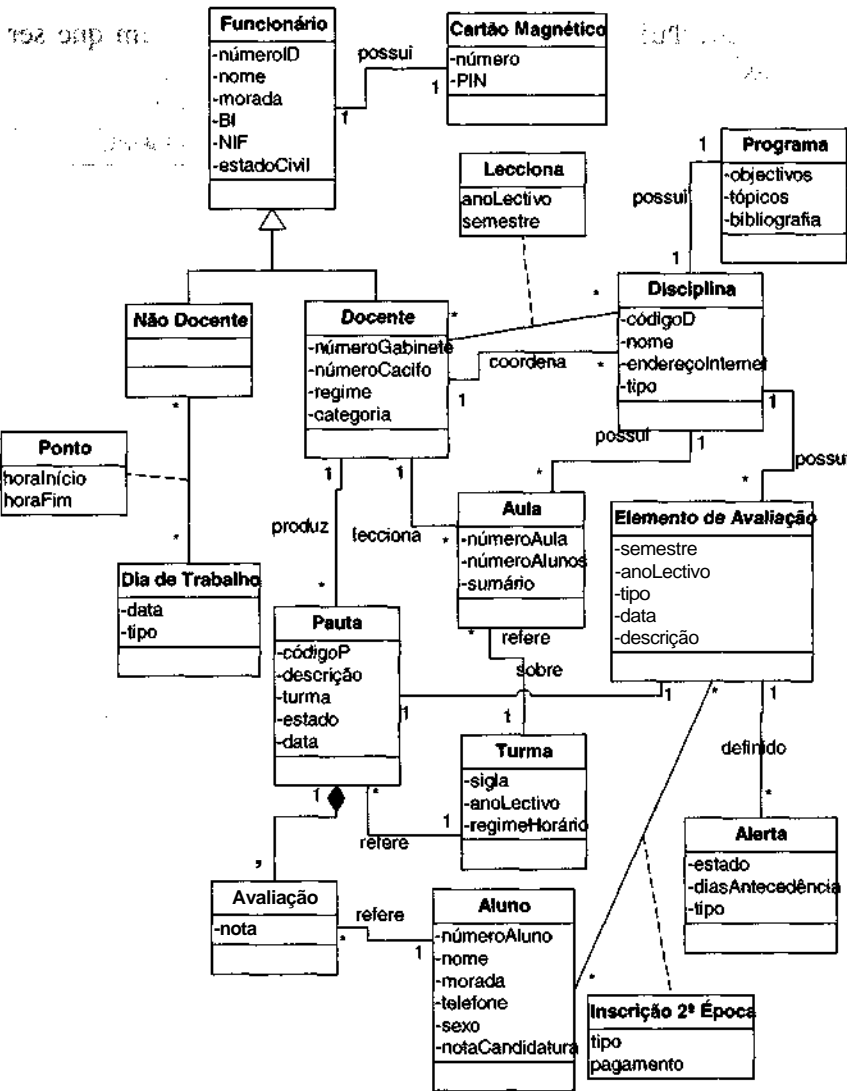 Funcionário
-númeroID
-nome
-morada
-BI
-NIF
-estadoCivil
possui
1
1
Cartão Magnético
-número
-PIN
em que ser
Lecciona
anoLectivo
semestre
Programa
-objectivos
-tópicos
-bibliografia
1
possui
1
Não Docente
Docente
-númeroGabinete
-númeroCacifo
-regime
-categoria
*
*
coordena
1
*
Disciplina
-códigoD
-nome
-endereçoInternet
-tipo
*
Ponto
horaInício
horaFim
*
Dia de Trabalho
-data
-tipo
1
produz
*
1
lecciona
*
possui
1
*
1
possui
*
Aula
-númeroAula
-númeroAlunos
-sumário
Elemento de Avaliação
-semestre
-anoLectivo
-tipo
-data
-descrição
Pauta
-códigoP
-descrição
-turma
-estado
-data
*
refere
1
sobre
1
1
*
1
definido
*
Turma
-sigla
-anoLectivo
-regimeHorário
1
*
refere
1
Alerta
-estado
-diasAntecedência
-tipo
,
Avaliação
-nota
refere
*
1
Aluno
-númeroAluno
-nome
-morada
-telefone
-sexo
-notaCandidatura
*
Inscrição 2ª Época
tipo
pagamento